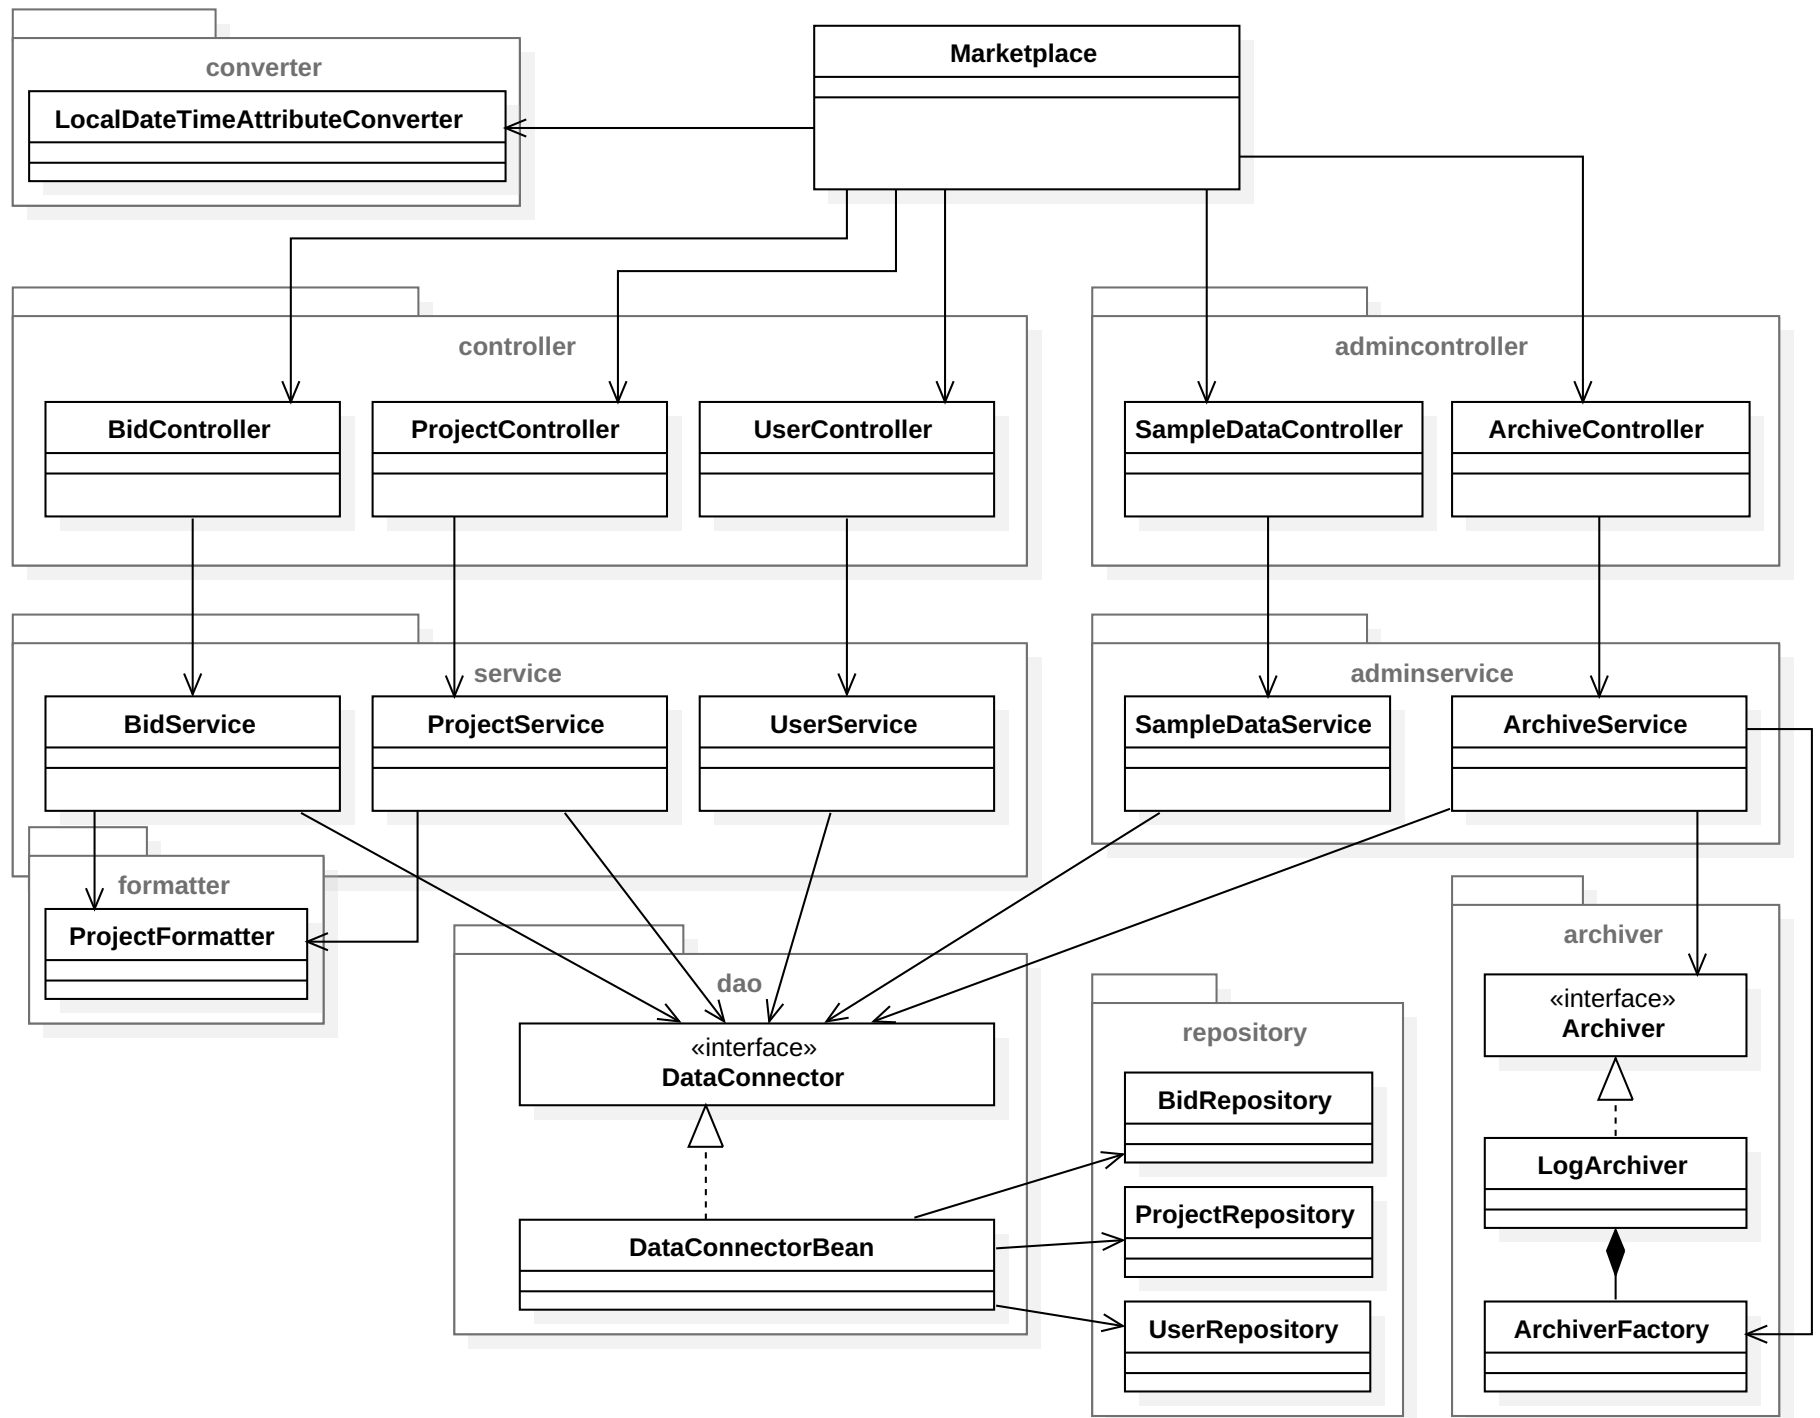 converter
LocalDateTimeAttributeConverter
Marketplace
controller
BidController
ProjectController
UserController
admincontroller
SampleDataController
ArchiveController
service
BidService
ProjectService
UserService
adminservice
SampleDataService
ArchiveService
formatter
ProjectFormatter
dao
«interface»
DataConnector
DataConnectorBean
repository
BidRepository
ProjectRepository
UserRepository
archiver
«interface»
Archiver
LogArchiver
ArchiverFactory